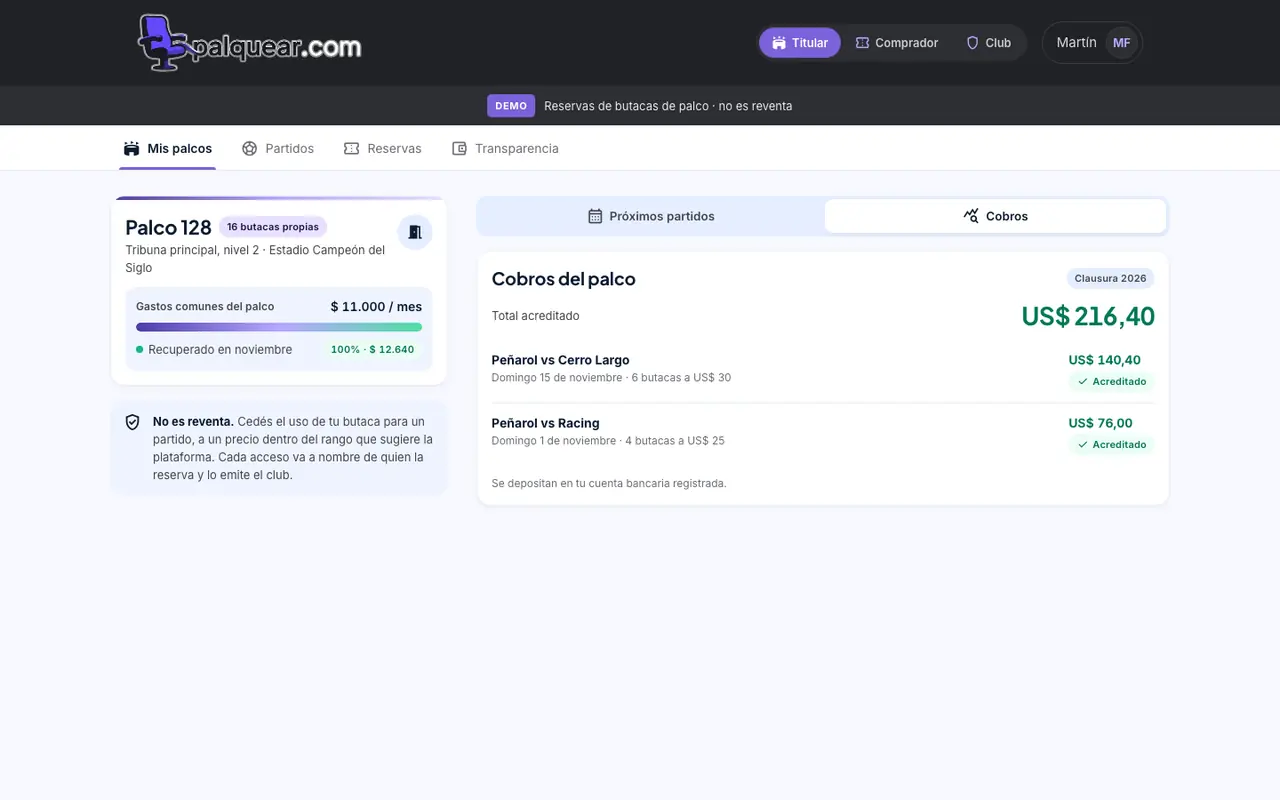 palquear.com
Titular
Comprador
Club
Martín MF
DEMO Reservas de butacas de palco · no es reventa
Mis palcos
Partidos
Reservas
Transparencia
Palco 128 16 butacas propias
Tribuna principal, nivel 2 · Estadio Campeón del
Siglo
Gastos comunes del palco $ 11.000 / mes
Recuperado en noviembre 100% · $ 12.640
No es reventa. Cedés el uso de tu butaca para un
partido, a un precio dentro del rango que sugiere la
plataforma. Cada acceso va a nombre de quien la
reserva y lo emite el club.
Próximos partidos
Cobros
Cobros del palco Clausura 2026
Total acreditado US$ 216,40
Peñarol vs Cerro Largo US$ 140,40
Domingo 15 de noviembre · 6 butacas a US$ 30 Acreditado
Peñarol vs Racing US$ 76,00
Domingo 1 de noviembre · 4 butacas a US$ 25 Acreditado
Se depositan en tu cuenta bancaria registrada.